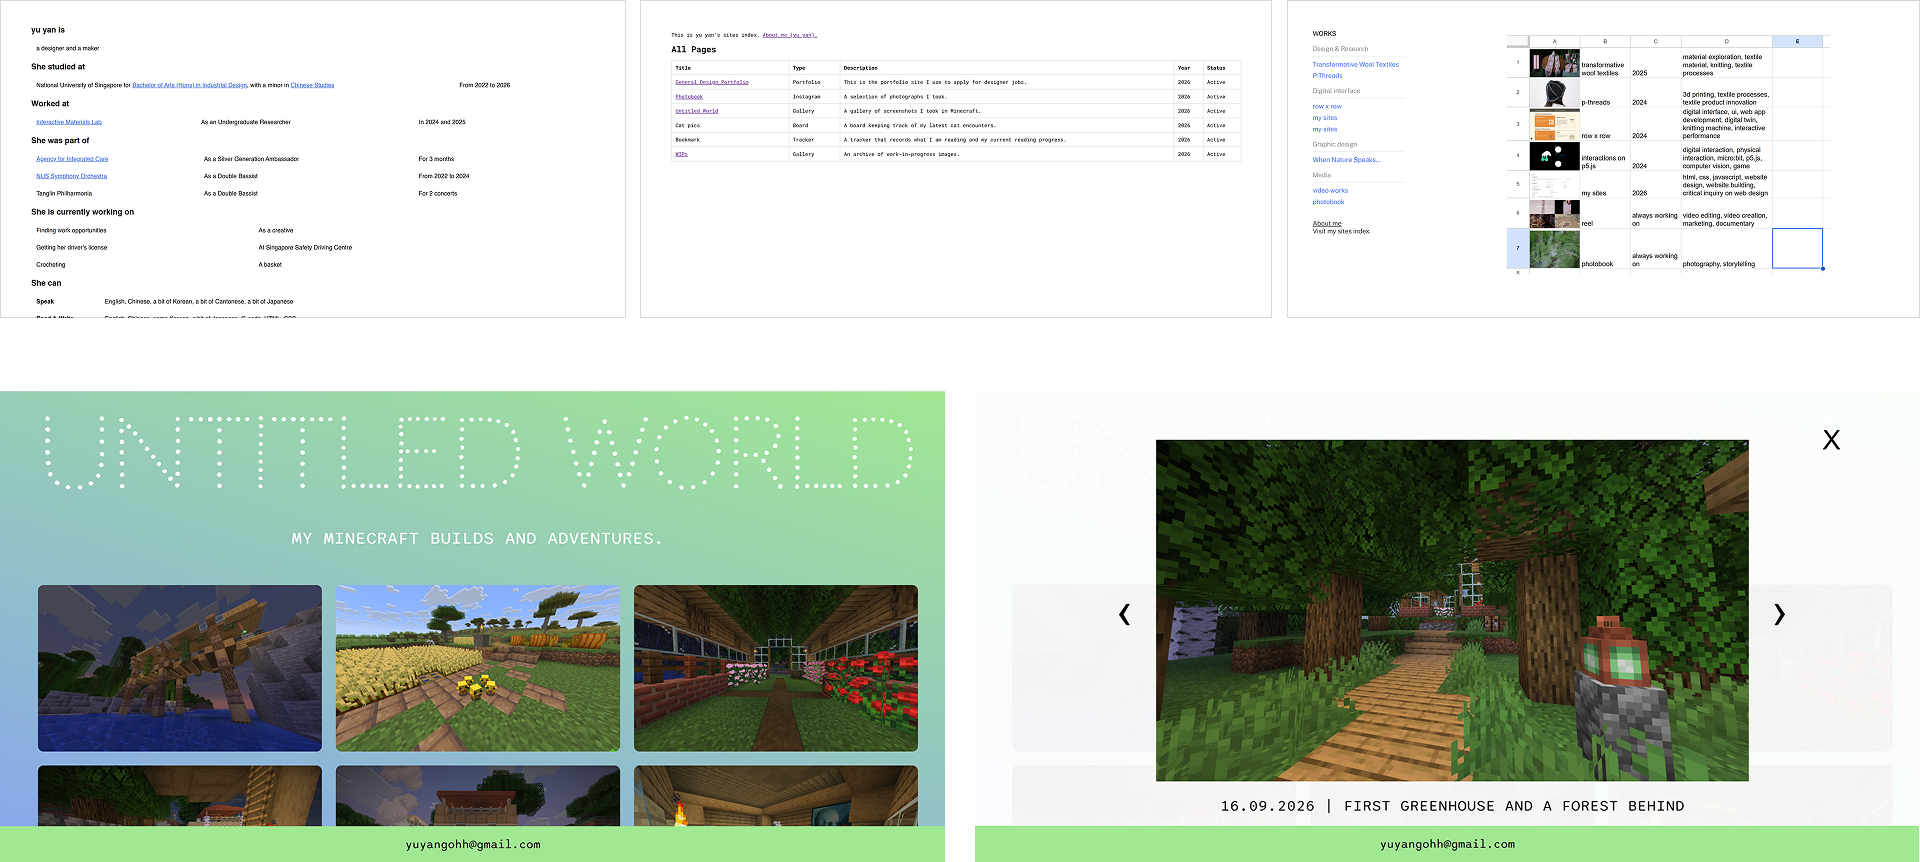 yu yan is
a designer and a maker
She studied at
National University of Singapore for Bachelor of Arts (Hons) in Industrial Design, with a minor in Chinese Studies From 2022 to 2026
Worked at
Interactive Materials Lab As an Undergraduate Researcher In 2024 and 2025
She was part of
Agency for Integrated Care As a Silver Generation Ambassador For 3 months
NUS Symphony Orchestra As a Double Bassist From 2022 to 2024
Tanglin Philharmonia As a Double Bassist For 2 concerts
She is currently working on
Finding work opportunities As a creative
Getting her driver's license At Singapore Safety Driving Centre
Crocheting A basket
She can
Speak English, Chinese, a bit of Korean, a bit of Cantonese, a bit of Japanese
This is yu yan's sites index. About me (yu yan).
All Pages
Title Type Description Year Status
General Design Portfolio Portfolio This is the portfolio site I use to apply for designer jobs. 2026 Active
Photobook Instagram A selection of photographs I took. 2026 Active
Untitled World Gallery A gallery of screenshots I took in Minecraft. 2026 Active
Cat pics Board A board keeping track of my latest cat encounters. 2026 Active
Bookmark Tracker A tracker that records what I am reading and my current reading progress. 2026 Active
WIPs Gallery An archive of work-in-progress images. 2026 Active
WORKS
Design & Research
Transformative Wool Textiles
P-Threads
Digital interface
row x row
my sites
my sites
Graphic design
When Nature Speaks...
Media
video works
photobook
About me
Visit my sites index.
A B C D E
1 transformative wool textiles 2025 material exploration, textile material, knitting, textile processes
2 p-threads 2024 3d printing, textile processes, textile product innovation
3 row x row 2024 digital interface, ui, web app development, digital twin, knitting machine, interactive performance
4 interactions on p5.js 2024 digital interaction, physical interaction, micro:bit, p5.js, computer vision, game
5 my sites 2026 html, css, javascript, website design, website building, critical inquiry on web design
6 reel always working on video editing, video creation, marketing, documentary
7 photobook always working on photography, storytelling
8
UNTITLED WORLD
MY MINECRAFT BUILDS AND ADVENTURES.
yuyangohh@gmail.com
X
16.09.2026 | FIRST GREENHOUSE AND A FOREST BEHIND
yuyangohh@gmail.com